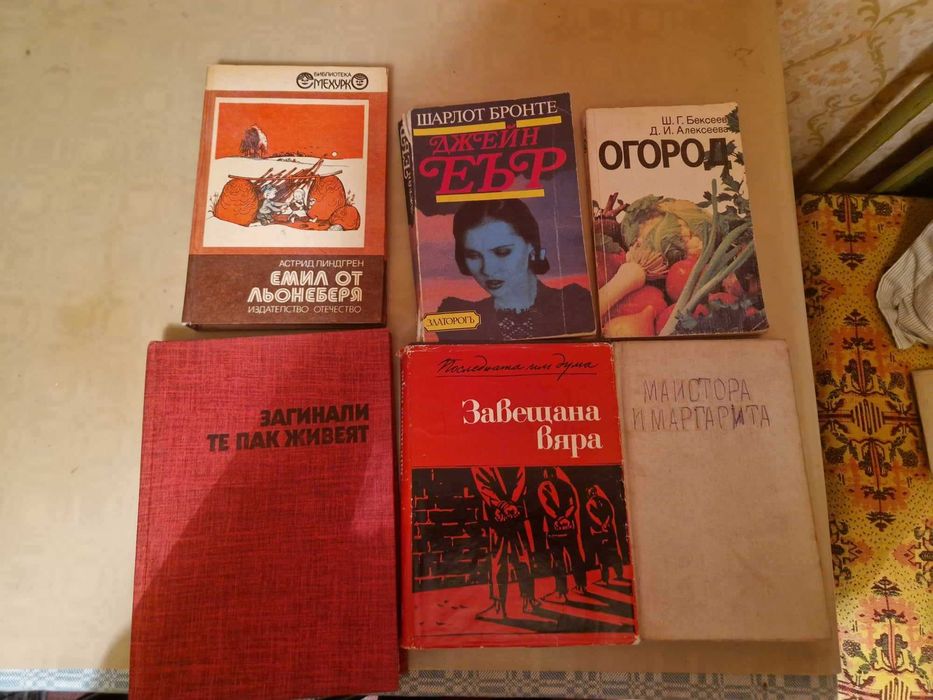 БИБЛИОТЕКА
СМЕХУРКО
АСТРИД ЛИНДГРЕН
ЕМИЛ ОТ
ЛЬОНЕБЕРЯ
ИЗДАТЕЛСТВО ОТЕЧЕСТВО
ШАРЛОТ БРОНТЕ
ДЖЕЙН
ЕЪР
ЗЛАТОРОГЪ
Ш. Г. Бексеев
Д. И. Алексеева
ОГОРОД
ЗАГИНАЛИ
ТЕ ПАК ЖИВЕЯТ
Последната им дума
Завещана
вяра
МАЙСТОРА
И МАРГАРИТА